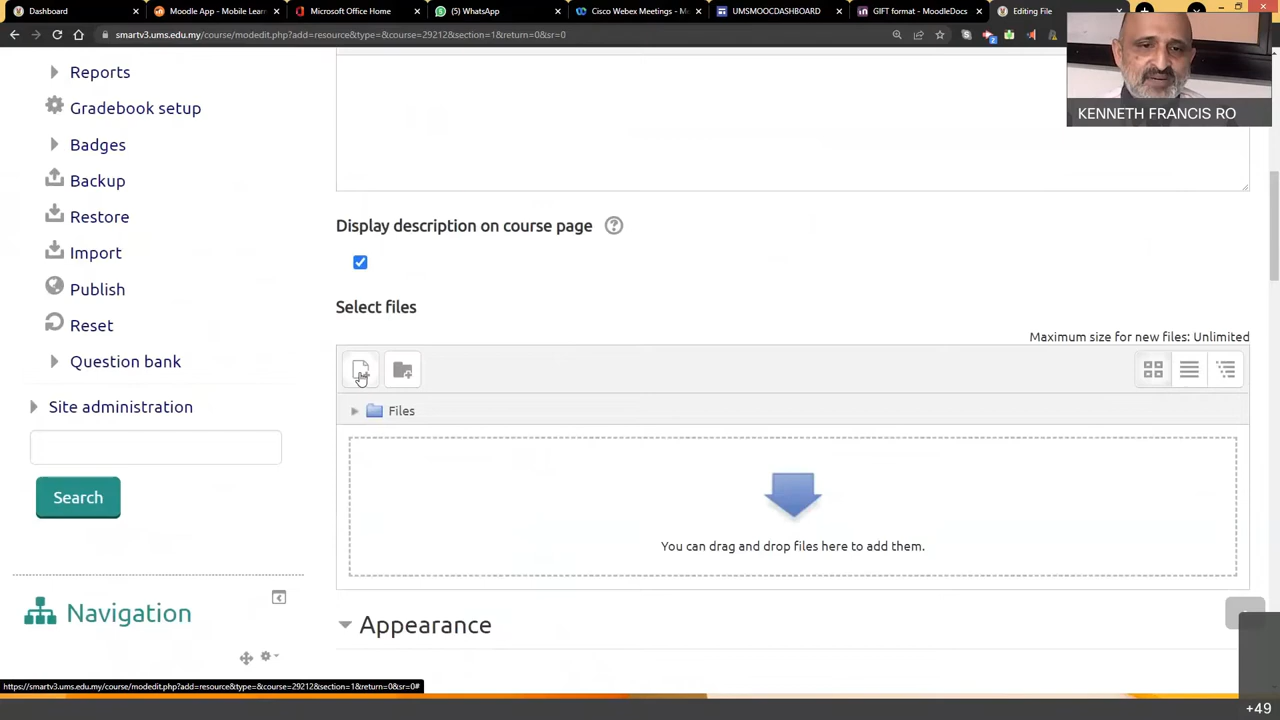 Dashboard
Moodle App - Mobile Lear
Microsoft Office Home
(5) WhatsApp
Cisco Webex Meetings - M
UMSMOOCDASHBOARD
GIFT format - MoodleDocs
Editing File
smartv3.ums.edu.my/course/modedit.php?add=resource&type=&course=29212&section=1&return=0&sr=0
KENNETH FRANCIS RO
Reports
Gradebook setup
Badges
Backup
Restore
Import
Publish
Reset
Question bank
Site administration
Search
Navigation
Display description on course page
Select files
Maximum size for new files: Unlimited
Files
You can drag and drop files here to add them.
Appearance
https://smartv3.ums.edu.my/course/modedit.php?add=resource&type=&course=29212&section=1&return=0&sr=0#
+49